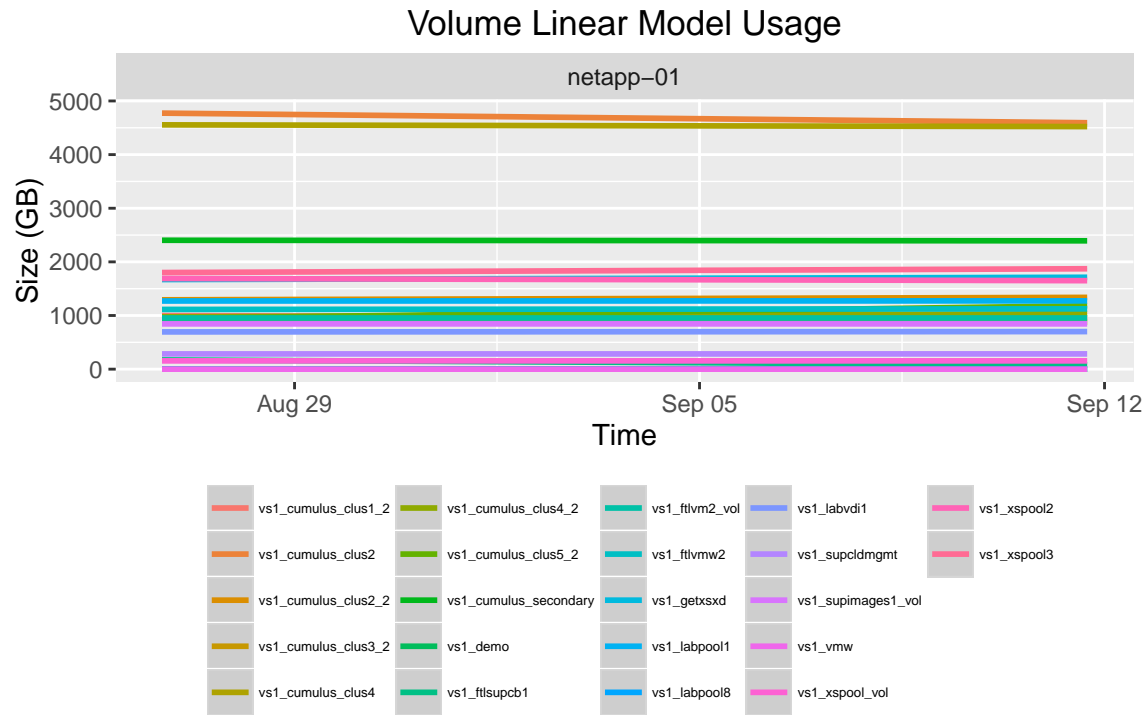 Volume Linear Model Usage
netapp−01
5000
4000
3000
2000
1000
0
Size (GB)
Aug 29 Sep 05 Sep 12
Time
vs1_cumulus_clus1_2 vs1_cumulus_clus4_2 vs1_ftlvm2_vol vs1_labvdi1 vs1_xspool2
vs1_cumulus_clus2 vs1_cumulus_clus5_2 vs1_ftlvmw2 vs1_supcldmgmt vs1_xspool3
vs1_cumulus_clus2_2 vs1_cumulus_secondary vs1_getxsxd vs1_supimages1_vol
vs1_cumulus_clus3_2 vs1_demo vs1_labpool1 vs1_vmw
vs1_cumulus_clus4 vs1_ftlsupcb1 vs1_labpool8 vs1_xspool_vol